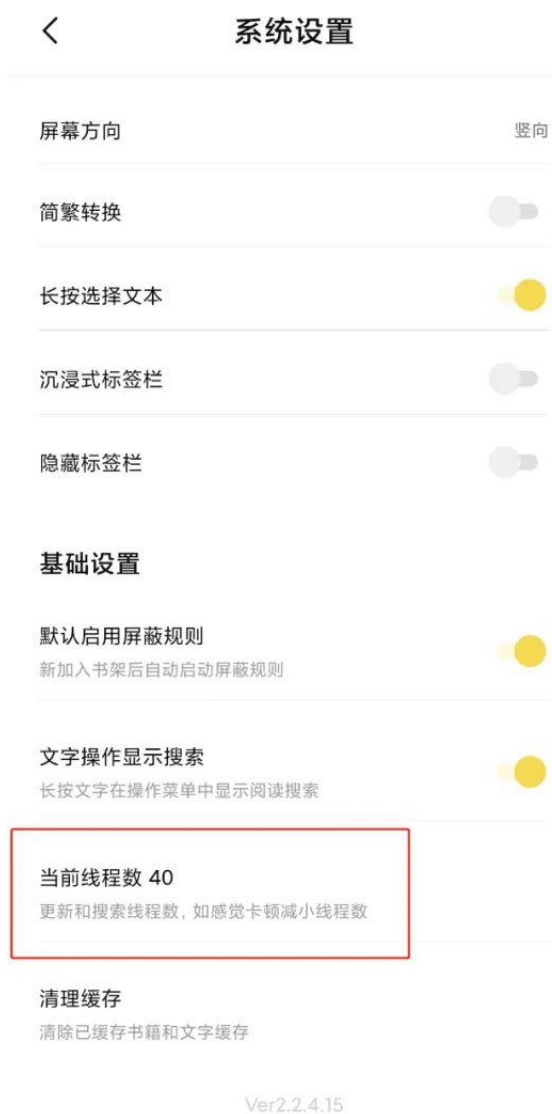 系统设置
屏幕方向 竖向
简繁转换
长按选择文本
沉浸式标签栏
隐藏标签栏
基础设置
默认启用屏蔽规则
新加入书架后自动启动屏蔽规则
文字操作显示搜索
长按文字在操作菜单中显示阅读搜索
当前线程数 40
更新和搜索线程数, 如感觉卡顿减小线程数
清理缓存
清除已缓存书籍和文字缓存
Ver2.2.4.15